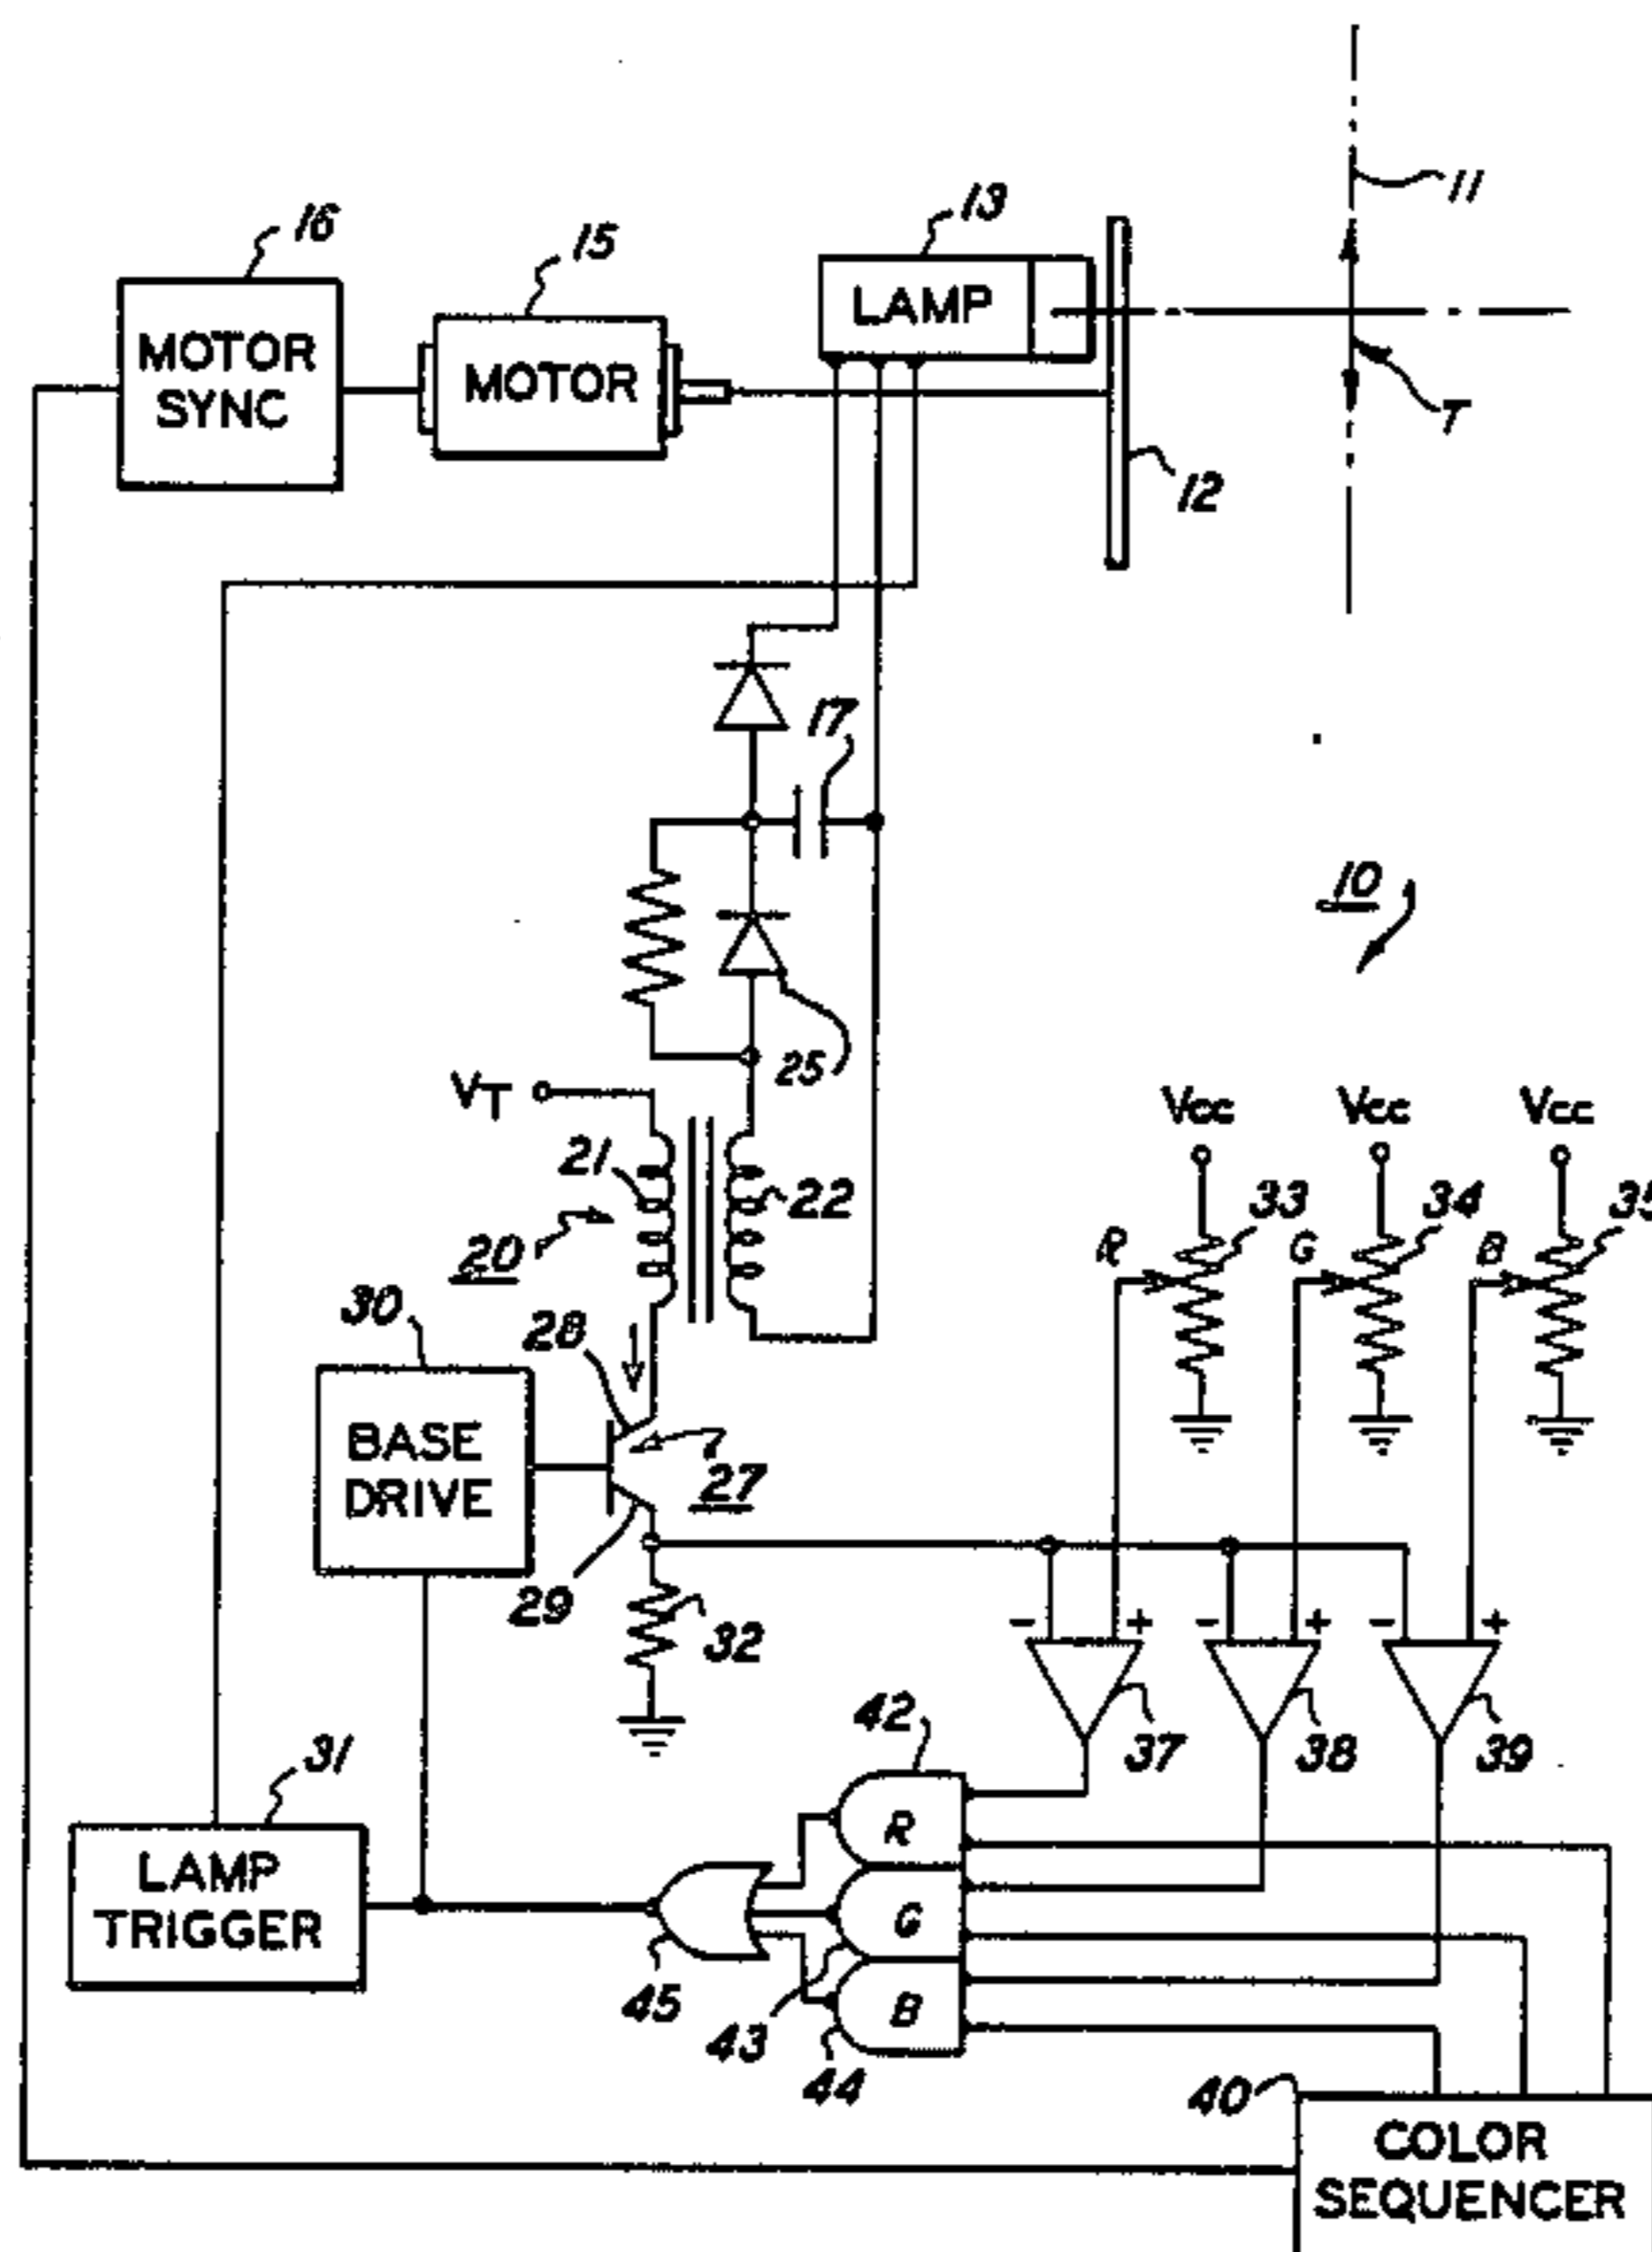 11
13
16
15
LAMP
MOTOR
SYNC
MOTOR
T
12
17
10
25
VT
Vcc
Vcc
Vcc
21
22
20
R
33
G
34
B
35
30
28
BASE
DRIVE
27
29
32
- +
- +
- +
37
38
39
42
31
R
LAMP
TRIGGER
G
45
43
B
44
40
COLOR
SEQUENCER